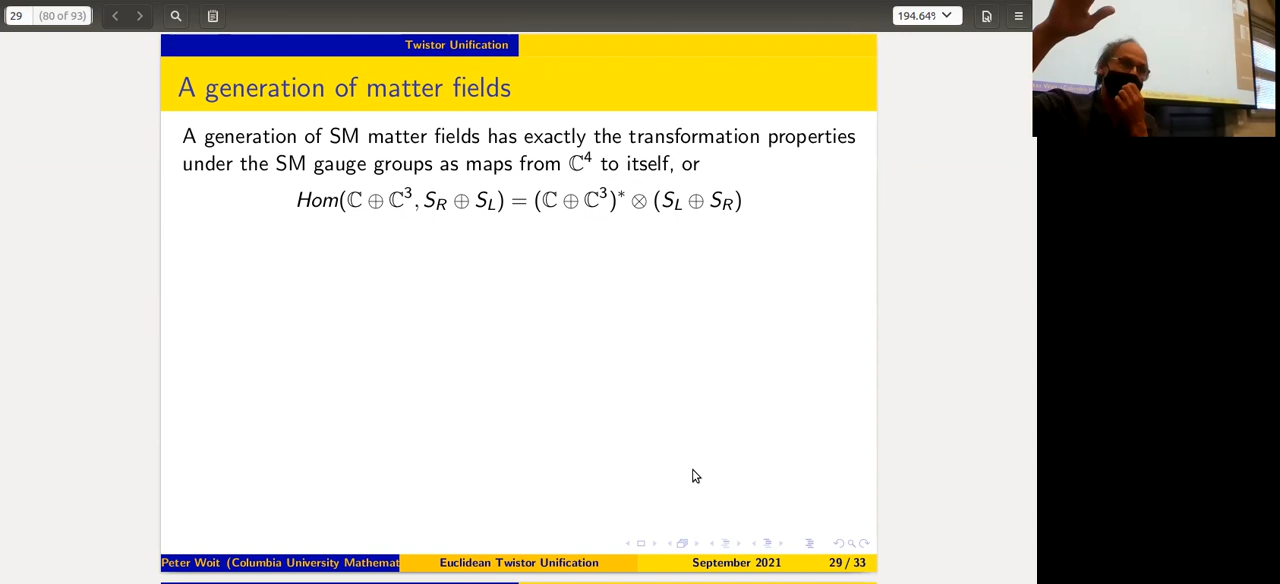 29 (80 of 93)
194.64%
Twistor Unification
A generation of matter fields
A generation of SM matter fields has exactly the transformation properties
under the SM gauge groups as maps from ℂ⁴ to itself, or
Hom(ℂ ⊕ ℂ³, S_R ⊕ S_L) = (ℂ ⊕ ℂ³)* ⊗ (S_L ⊕ S_R)
Peter Woit (Columbia University Mathemat
Euclidean Twistor Unification
September 2021
29 / 33